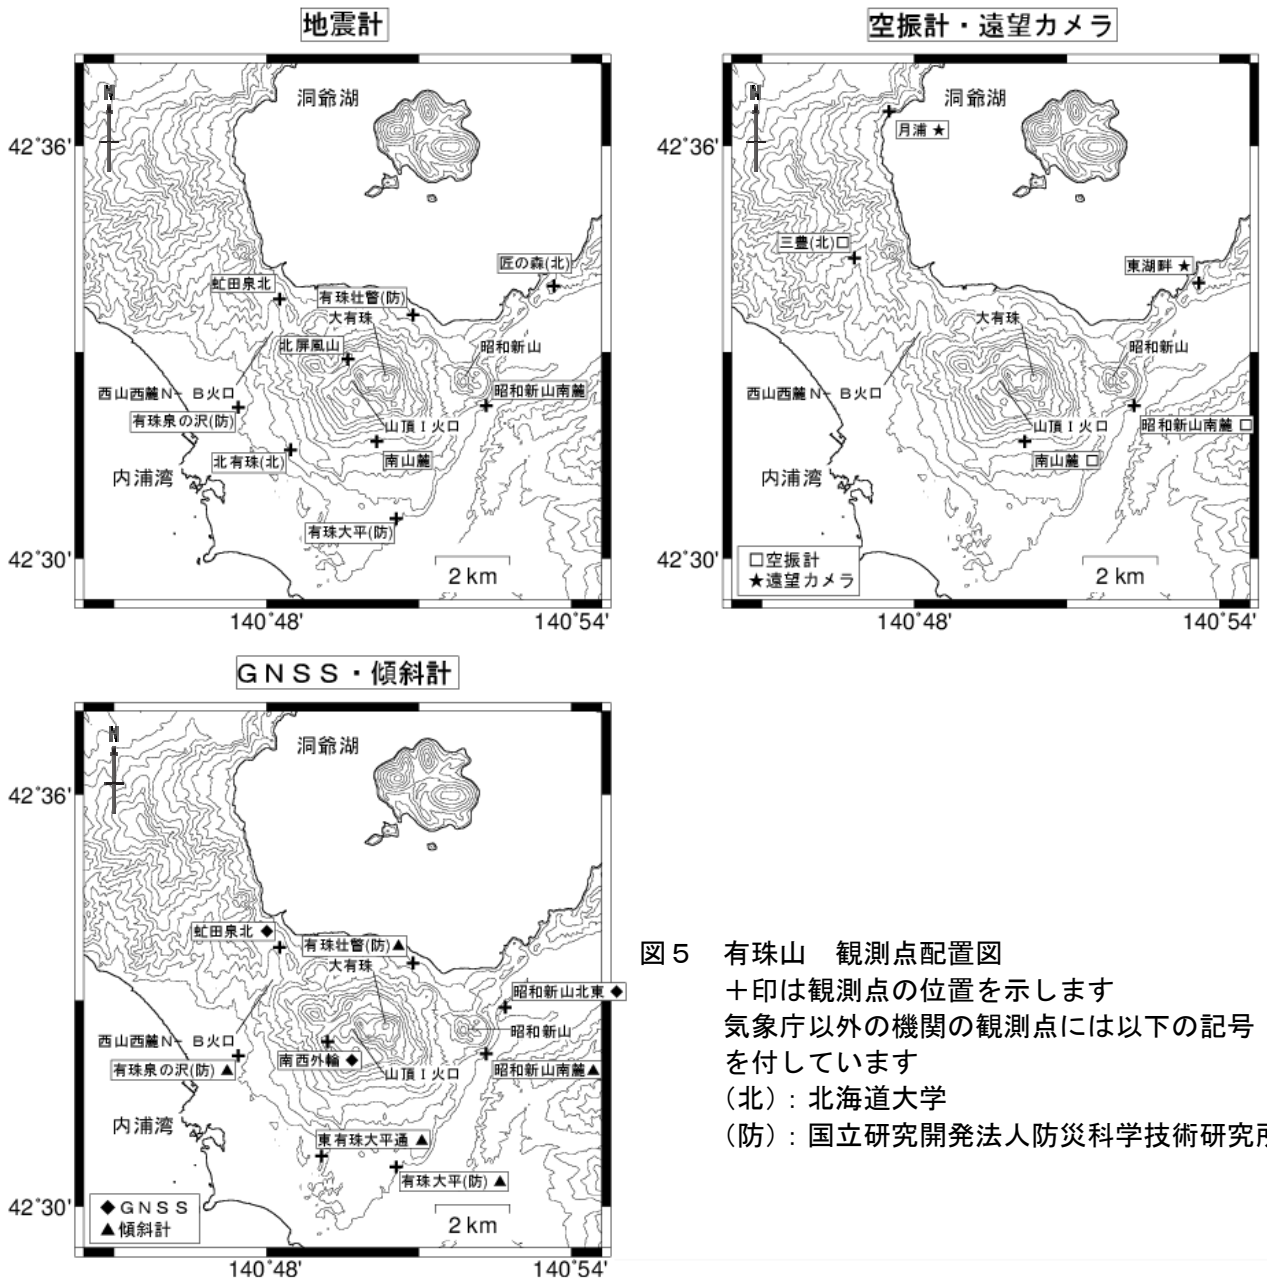 地震計
N
洞爺湖
42°36'
匠の森(北)
虻田泉北
有珠壮瞥(防)
大有珠
北屏風山
昭和新山
西山西麓N-B火口
昭和新山南麓
有珠泉の沢(防)
山頂I火口
北有珠(北)
南山麓
内浦湾
有珠大平(防)
42°30'
2 km
140°48'
140°54'
空振計・遠望カメラ
N
洞爺湖
月浦 ★
42°36'
三豊(北)□
東湖畔 ★
大有珠
昭和新山
西山西麓N-B火口
山頂I火口
昭和新山南麓 □
南山麓 □
内浦湾
42°30'
□空振計
★遠望カメラ
2 km
140°48'
140°54'
GNSS・傾斜計
N
洞爺湖
42°36'
虻田泉北 ◆
有珠壮瞥(防)▲
大有珠
昭和新山北東 ◆
昭和新山
西山西麓N-B火口
南西外輪 ◆
有珠泉の沢(防) ▲
山頂I火口
昭和新山南麓▲
内浦湾
東有珠大平通 ▲
有珠大平(防) ▲
42°30'
◆GNSS
▲傾斜計
2 km
140°48'
140°54'
図5 有珠山 観測点配置図
+印は観測点の位置を示します
気象庁以外の機関の観測点には以下の記号
を付しています
(北):北海道大学
(防):国立研究開発法人防災科学技術研究所